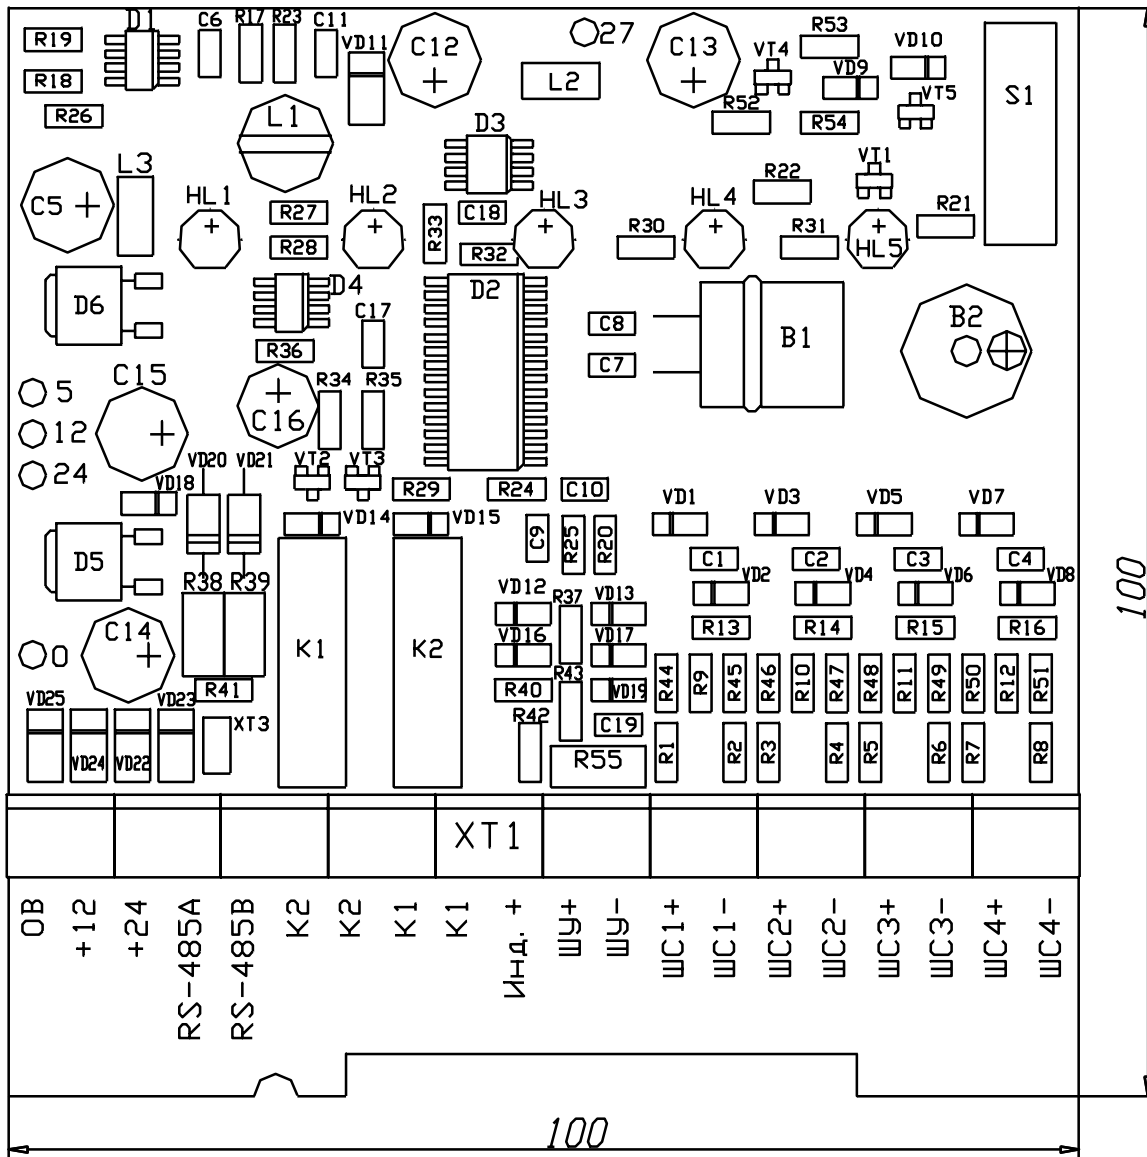 D1 C6 R17 R23 C11
R19 VD11 C12 27 C13 VT4 R53 VD10
R18 L2 VD9 VT5 S1
R26 L1 D3 R52 R54
L3 VT1
C5 HL1 R27 HL2 R33 C18 HL3 HL4 R22 R21
R28 R32 R30 R31 HL5
D6 D4 D2
C17 C8 B1 B2
R36 C7
C15 R34 R35
5
12 C16
24 VD20 VD21 VT2 VT3
VD18 R29 R24 C10
VD14 VD15 VD1 VD3 VD5 VD7
D5 C9 R25 R20 C1 C2 C3 C4
R38 R39 VD12 R37 VD13 VD2 VD4 VD6 VD8
C14 R13 R14 R15 R16
0 K1 K2 VD16 VD17
R41 R40 R43 VD19 R44 R9 R45 R46 R10 R47 R48 R11 R49 R50 R12 R51
VD25 VD23 XT3 R42 C19
VD24 VD22 R55 R1 R2 R3 R4 R5 R6 R7 R8
XT1
0В
+12
+24
RS-485A
RS-485B
К2
К2
К1
К1
Инд. +
ШУ+
ШУ-
ШС1+
ШС1-
ШС2+
ШС2-
ШС3+
ШС3-
ШС4+
ШС4-
100
100